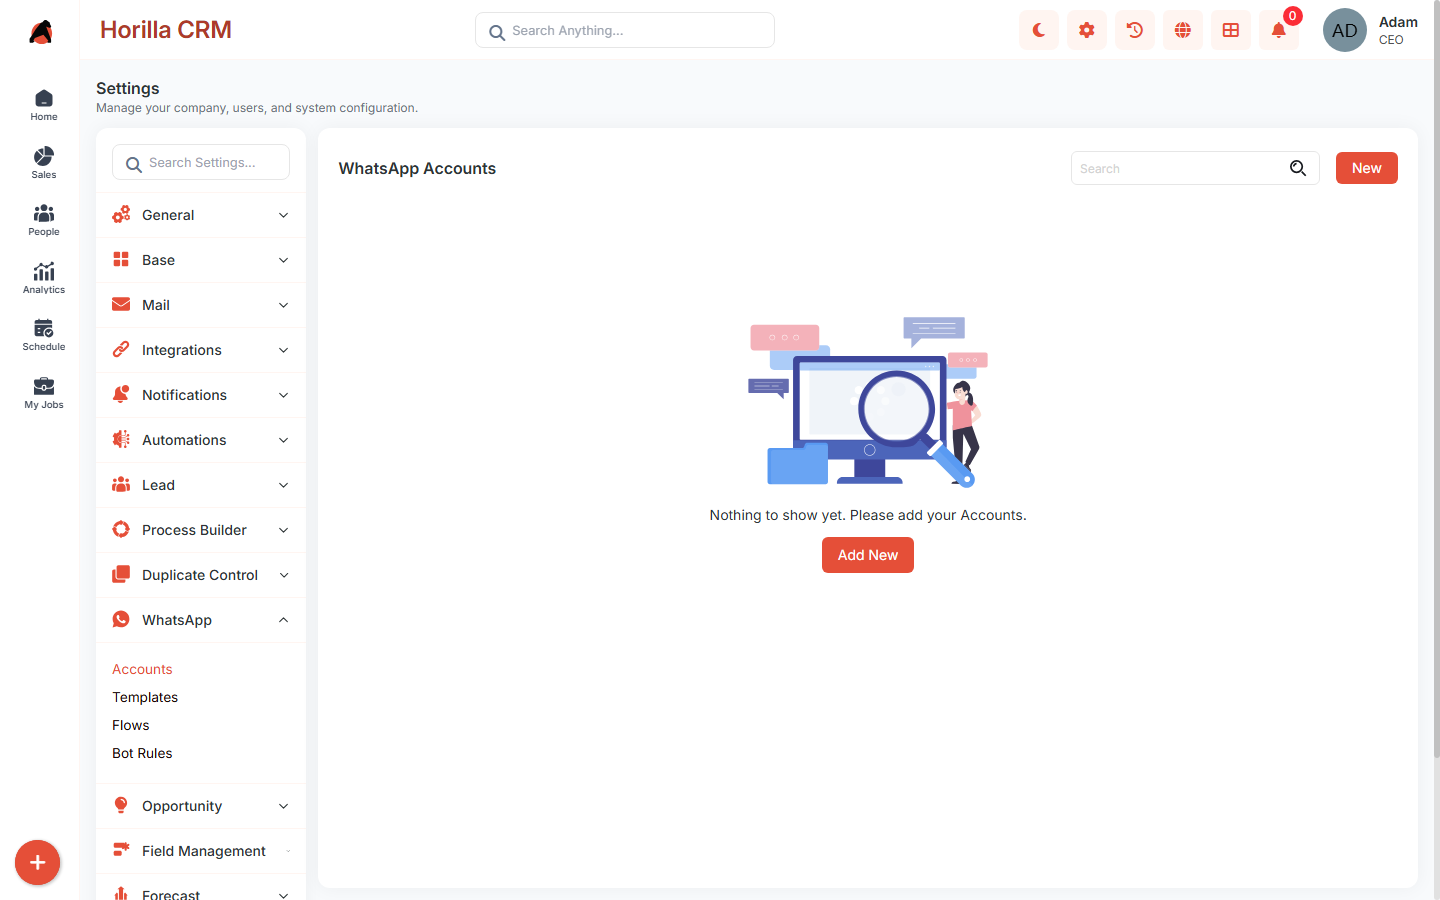 Horilla CRM
Search Anything...
0
AD
Adam
CEO
Home
Sales
People
Analytics
Schedule
My Jobs
Settings
Manage your company, users, and system configuration.
Search Settings...
General
Base
Mail
Integrations
Notifications
Automations
Lead
Process Builder
Duplicate Control
WhatsApp
Accounts
Templates
Flows
Bot Rules
Opportunity
Field Management
Forecast
WhatsApp Accounts
Search
New
Nothing to show yet. Please add your Accounts.
Add New